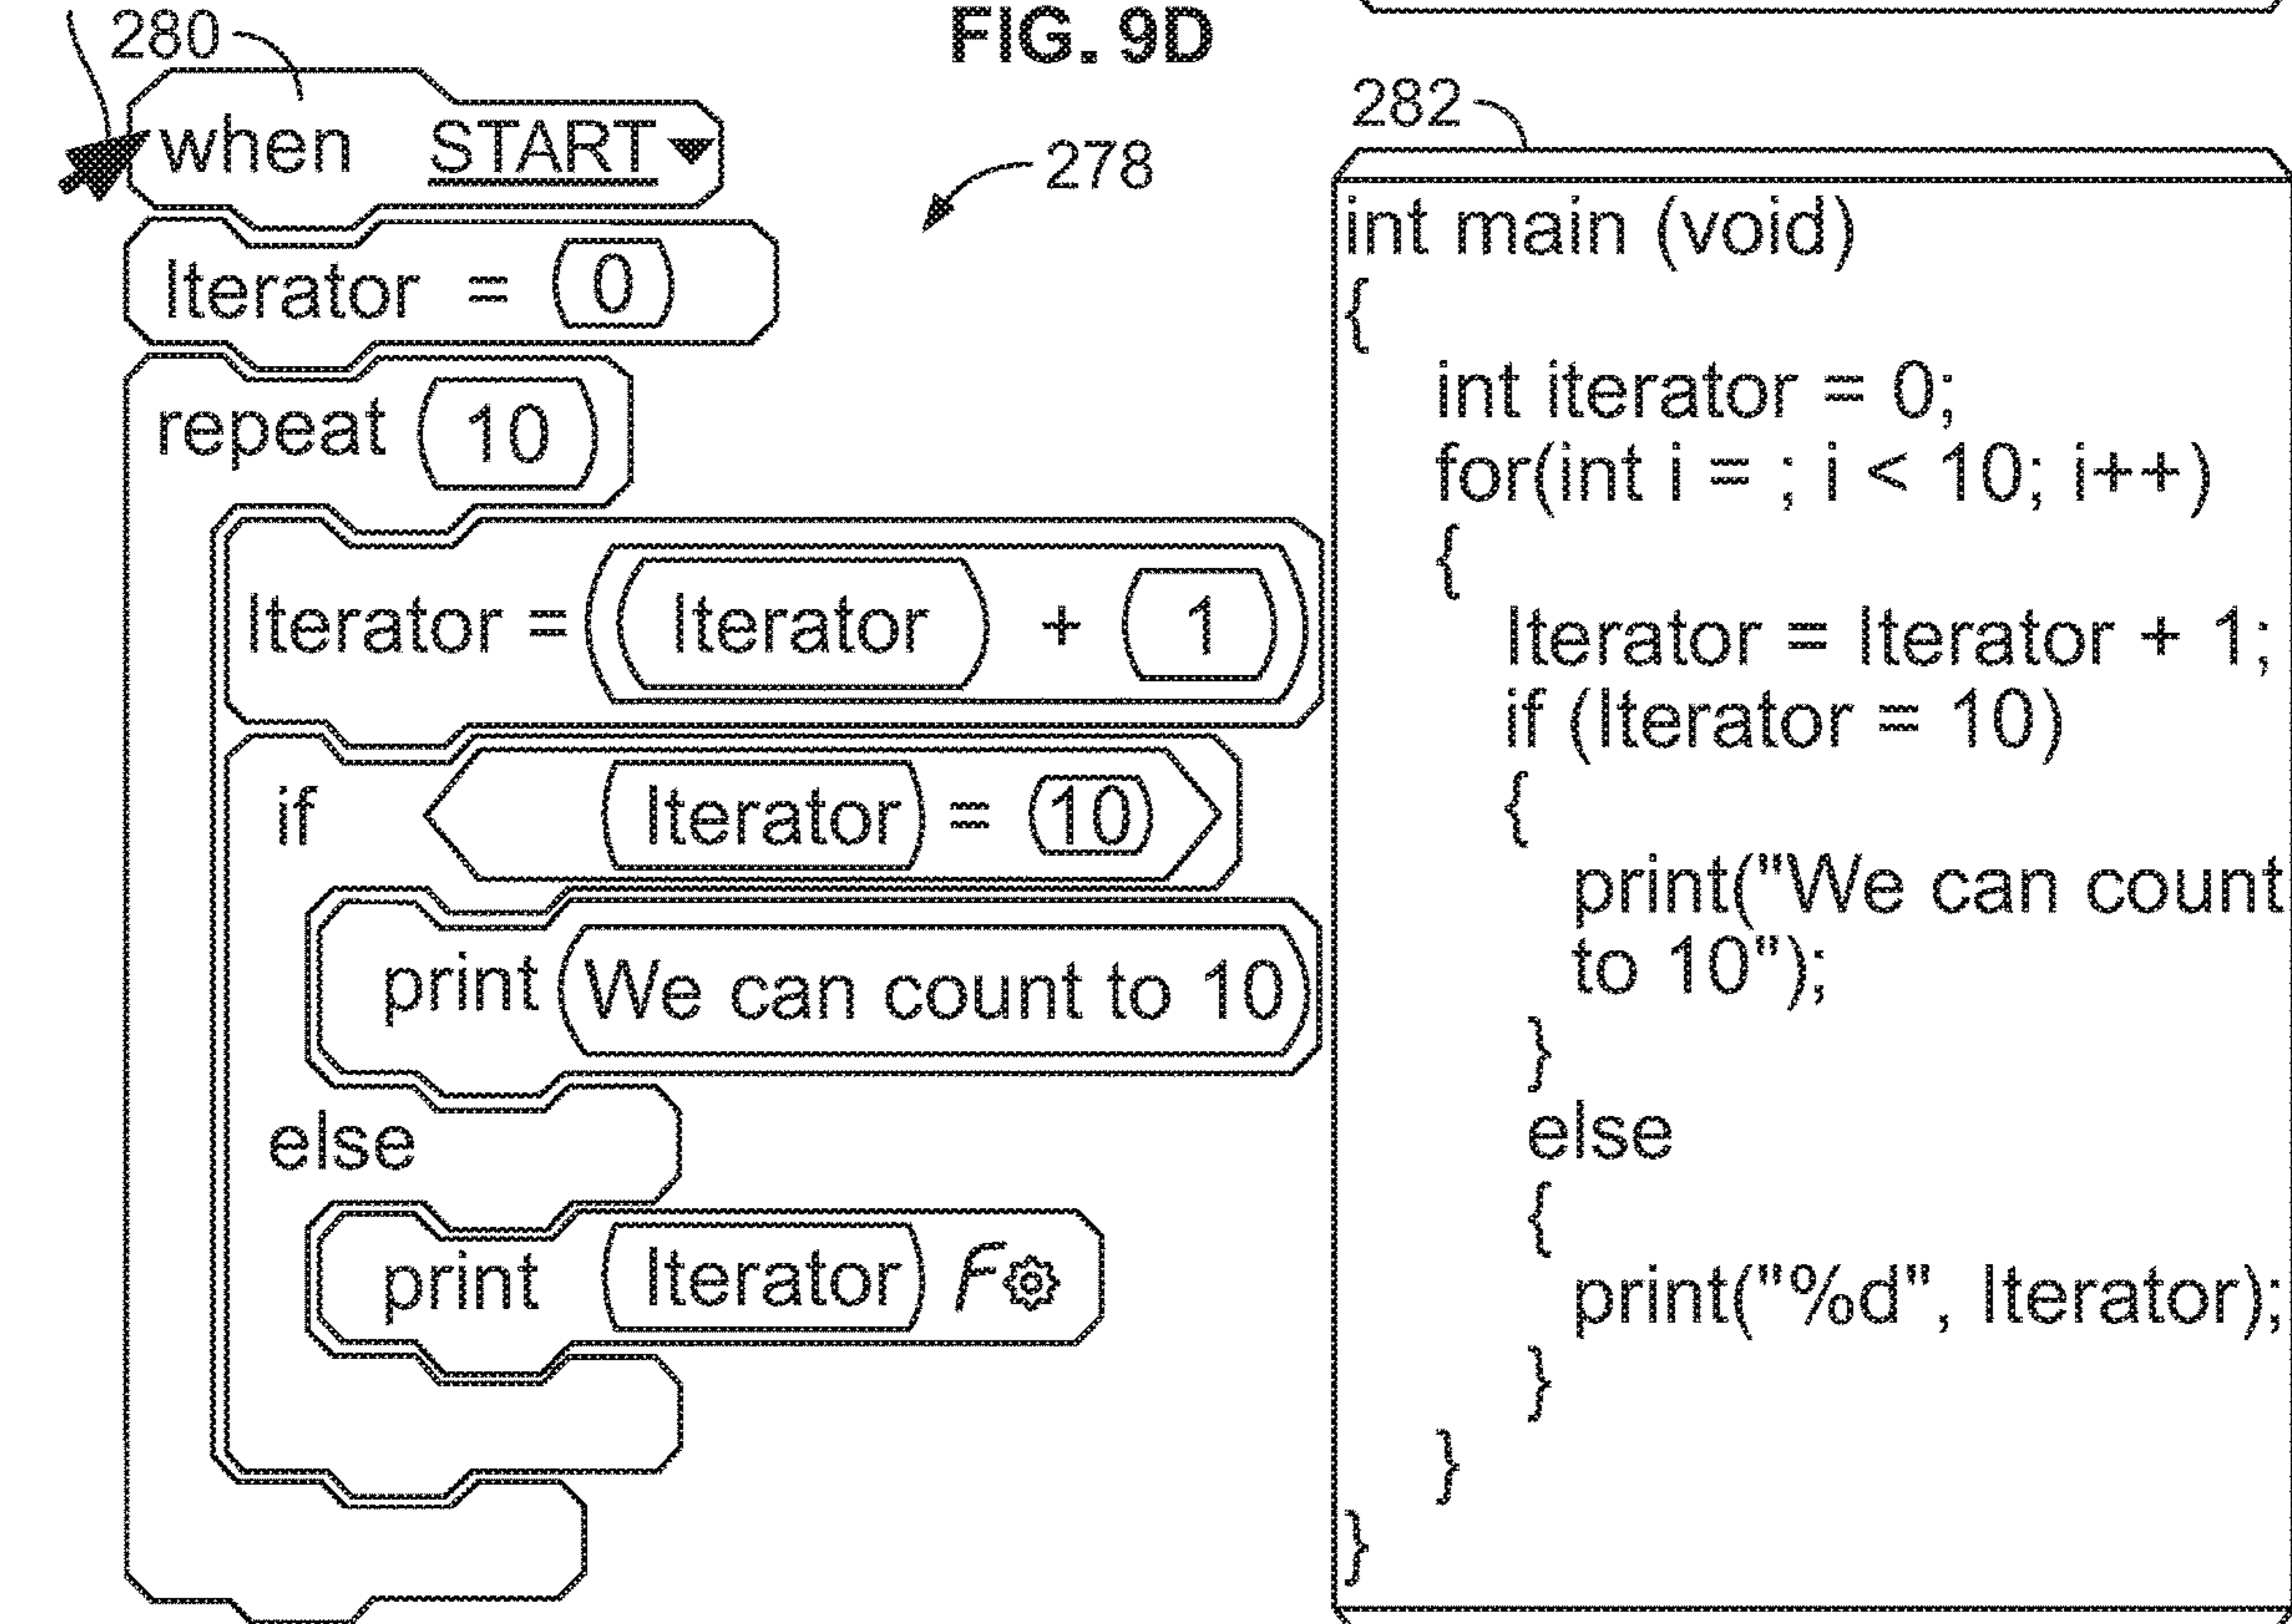 FIG. 9D
280
when START
278
Iterator = 0
repeat 10
Iterator = Iterator + 1
if Iterator = 10
print We can count to 10
else
print Iterator F
282
int main (void)
{
int iterator = 0;
for(int i = ; i < 10; i++)
{
Iterator = Iterator + 1;
if (Iterator = 10)
{
print("We can count
to 10");
}
else
{
print("%d", Iterator);
}
}
}